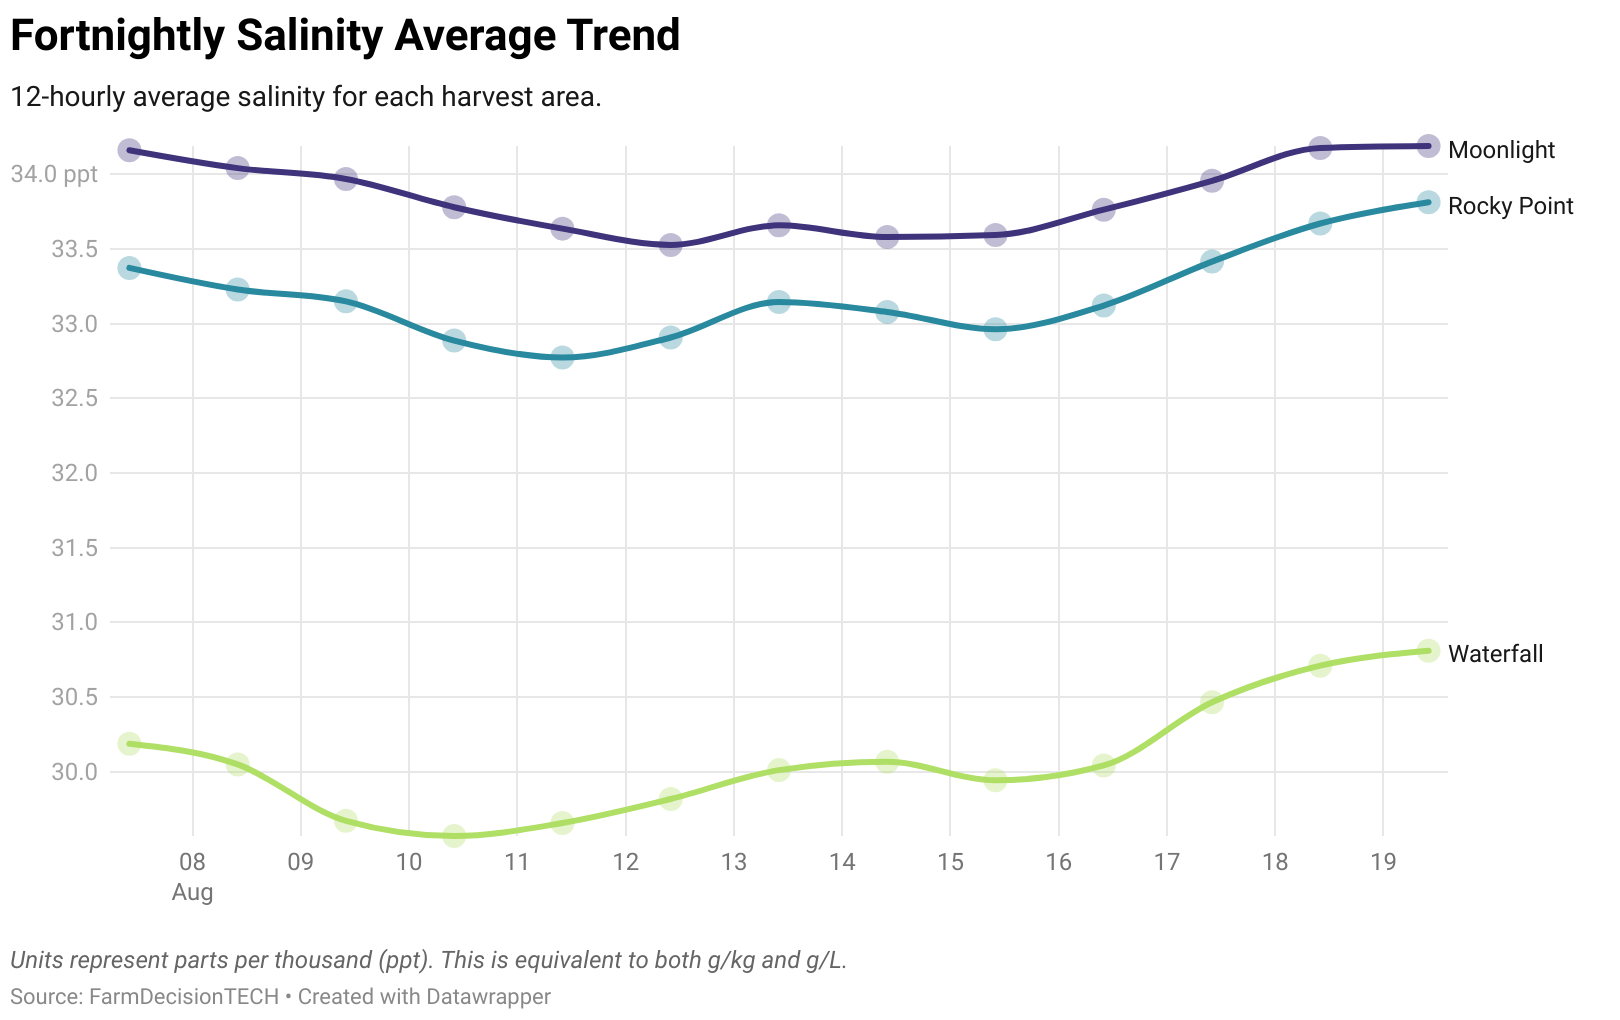 Fortnightly Salinity Average Trend
12-hourly average salinity for each harvest area.
34.0 ppt
33.5
33.0
32.5
32.0
31.5
31.0
30.5
30.0
Moonlight
Rocky Point
Waterfall
08 09 10 11 12 13 14 15 16 17 18 19
Aug
Units represent parts per thousand (ppt). This is equivalent to both g/kg and g/L.
Source: FarmDecisionTECH • Created with Datawrapper